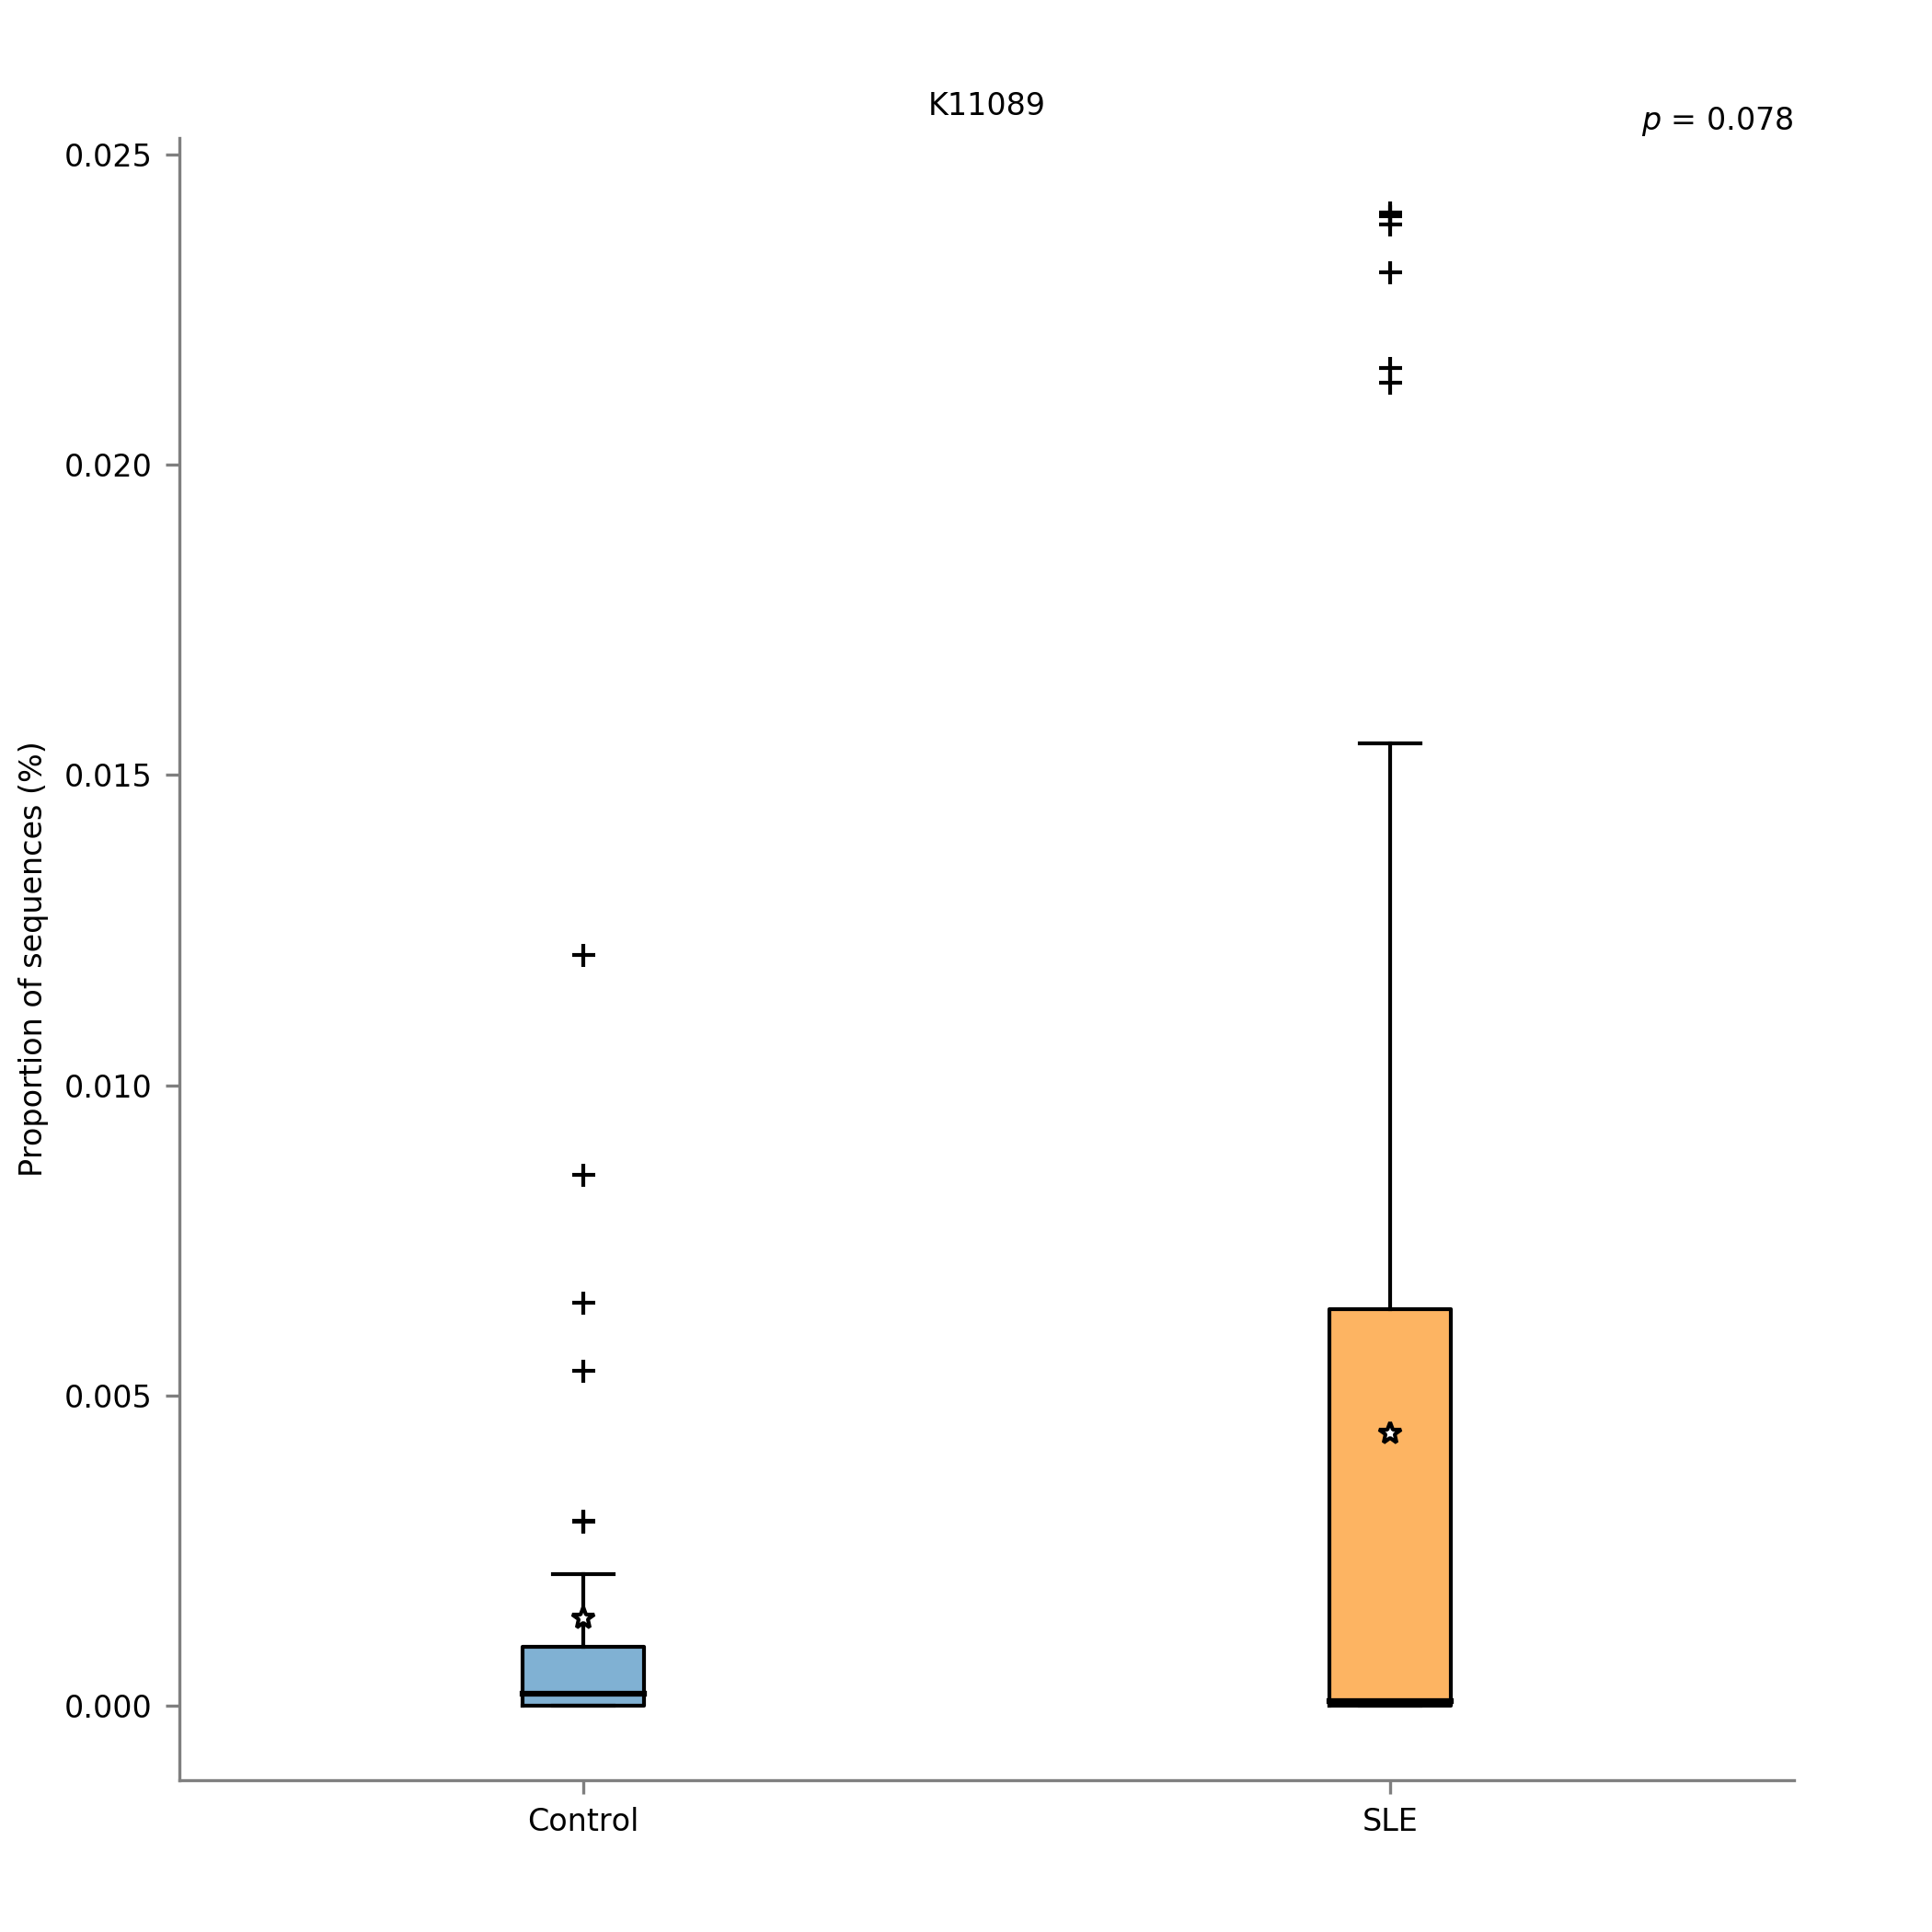 K11089
p = 0.078
0.025
0.020
0.015
0.010
0.005
0.000
Proportion of sequences (%)
Control
SLE